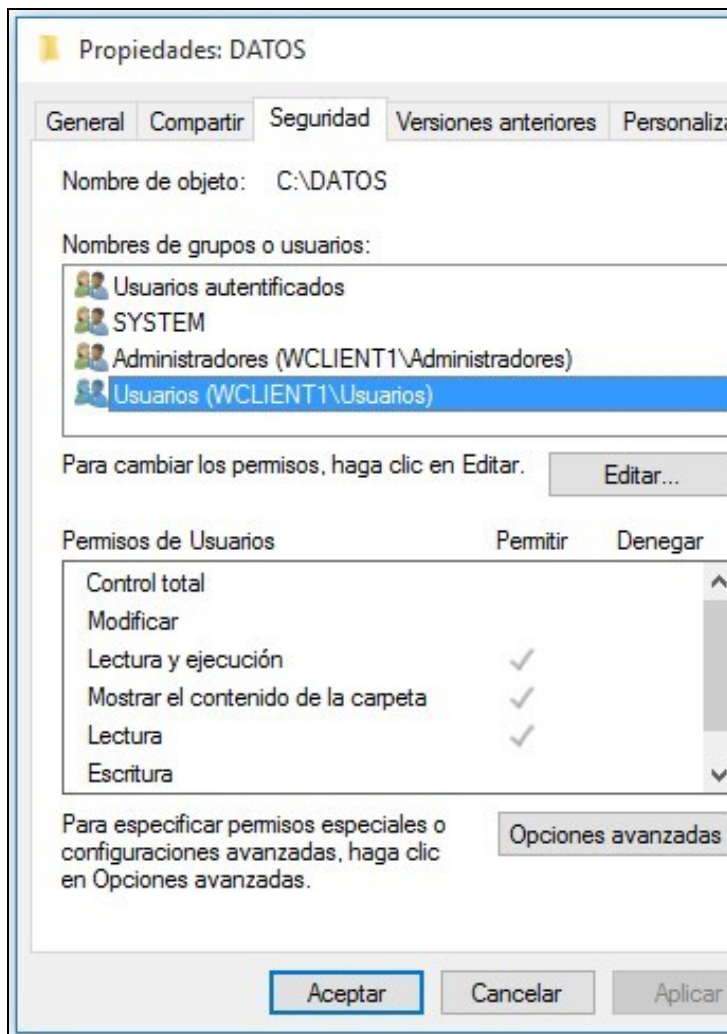 Propiedades: DATOS
General Compartir Seguridad Versiones anteriores Personaliza
Nombre de objeto: C:\DATOS
Nombres de grupos o usuarios:
Usuarios autentificados
SYSTEM
Administradores (WCLIENT1\Administradores)
Usuarios (WCLIENT1\Usuarios)
Para cambiar los permisos, haga clic en Editar. Editar...
Permisos de Usuarios Permitir Denegar
Control total
Modificar
Lectura y ejecución
Mostrar el contenido de la carpeta
Lectura
Escritura
Para especificar permisos especiales o
configuraciones avanzadas, haga clic
en Opciones avanzadas.
Opciones avanzadas
Aceptar Cancelar Aplicar